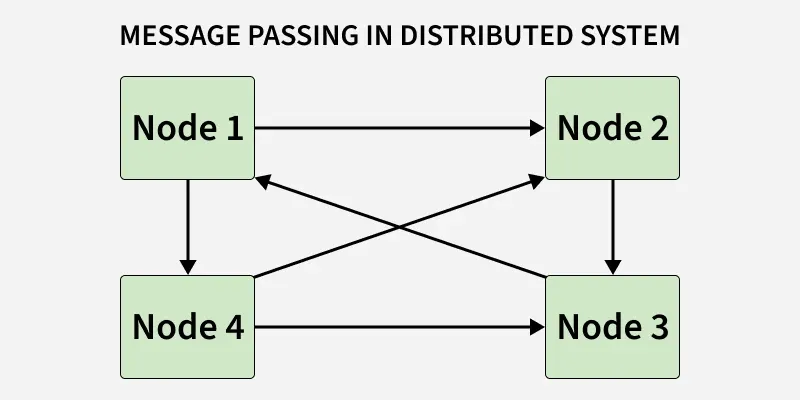 MESSAGE PASSING IN DISTRIBUTED SYSTEM
Node 1
Node 2
Node 4
Node 3